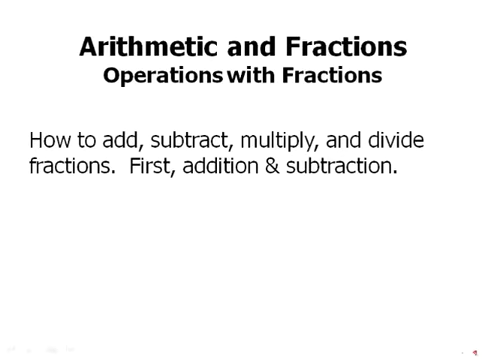 Arithmetic and Fractions
Operations with Fractions
How to add, subtract, multiply, and divide
fractions.  First, addition & subtraction.